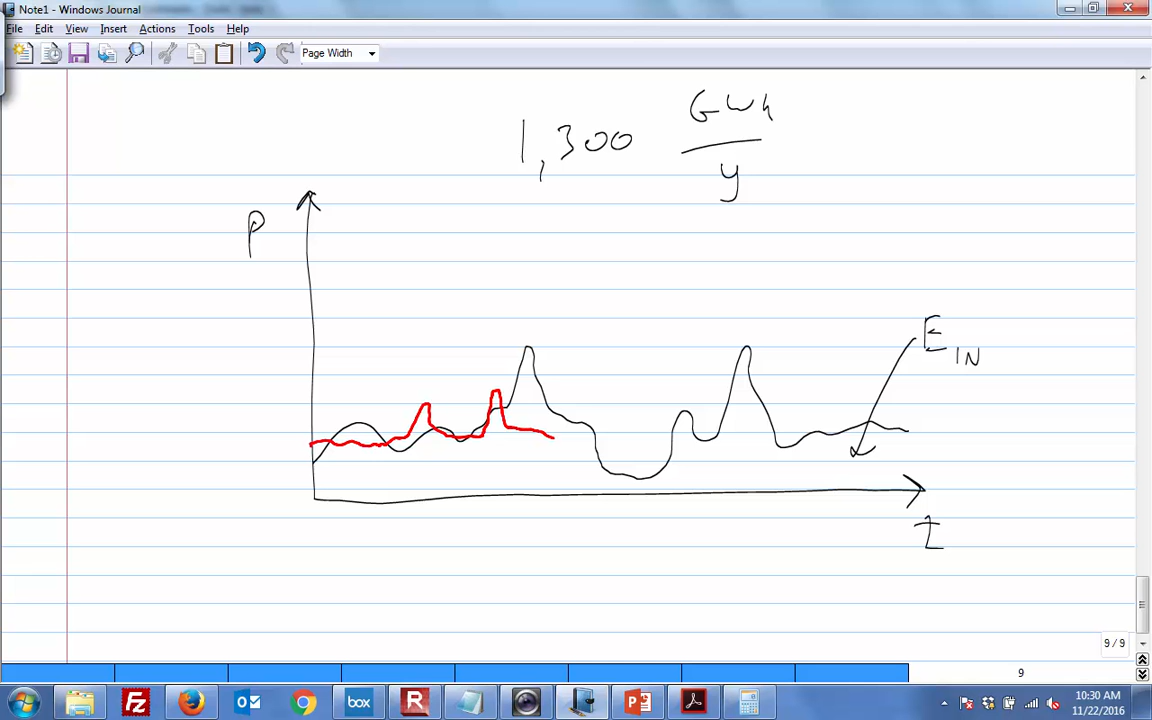 Note1 - Windows Journal
File Edit View Insert Actions Tools Help
Page Width
1,300 GWh
y
P
E IN
t
9 / 9
9
box
R
10:30 AM
11/22/2016